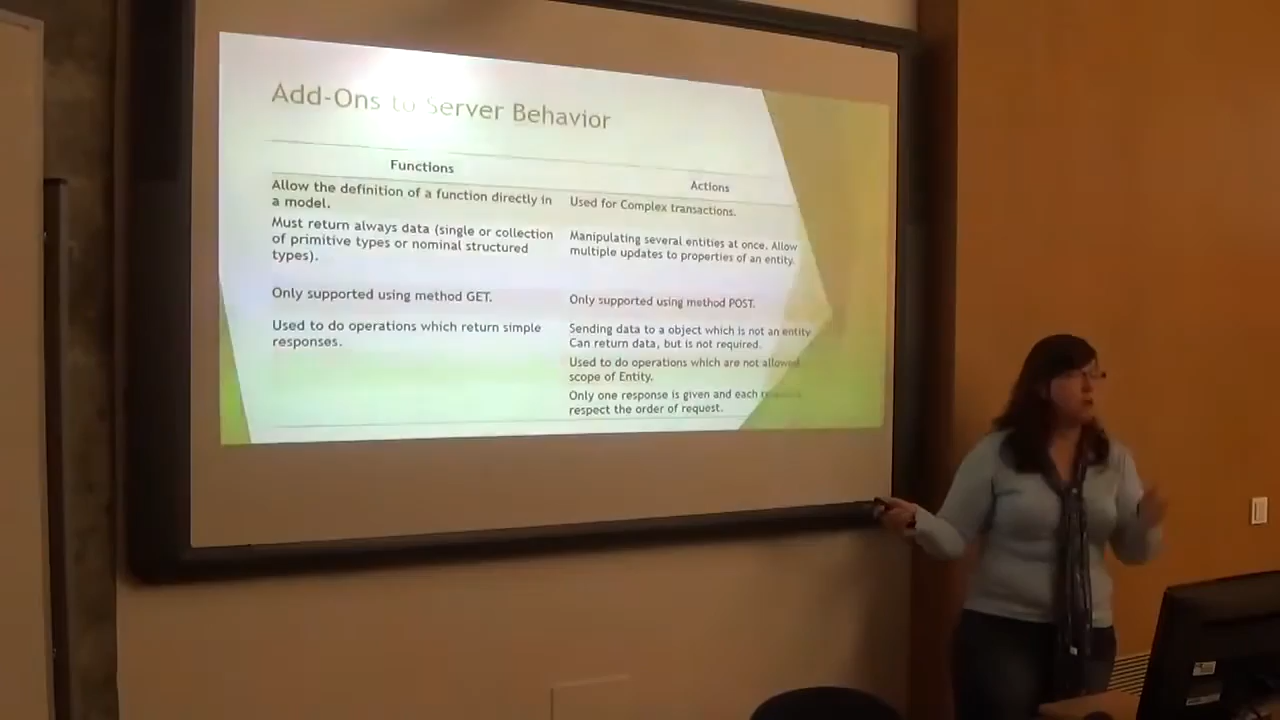 Add-Ons to Server Behavior
Functions
Actions
Allow the definition of a function directly in
a model.
Used for Complex transactions.
Must return always data (single or collection
of primitive types or nominal structured
types).
Manipulating several entities at once. Allow
multiple updates to properties of an entity.
Only supported using method GET.
Only supported using method POST.
Used to do operations which return simple
responses.
Sending data to a object which is not an entity
Can return data, but is not required.
Used to do operations which are not allowed
scope of Entity.
Only one response is given and each
respect the order of request.